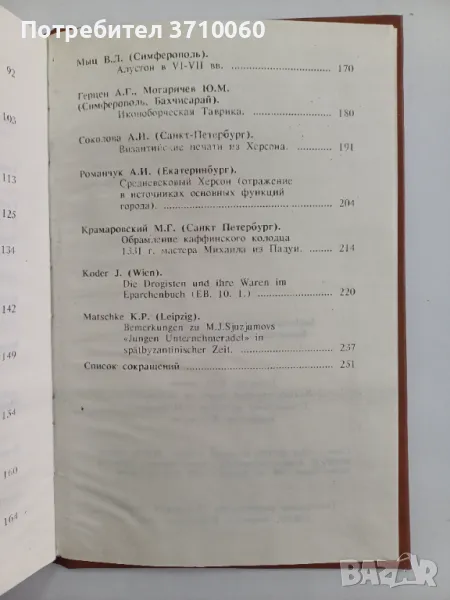 Потребител 3710060
92
103
113
125
134
142
149
154
160
164
Мыц В.Л. (Симферополь).
Алустон в VI-VII вв. 170
Герцен А.Г., Могаричев Ю.М.
(Симферополь, Бахчисарай).
Иконоборческая Таврика. 180
Соколова А.И. (Санкт-Петербург).
Византийские печати из Херсона. 191
Романчук А.И. (Екатеринбург).
Средневековый Херсон (отражение
в источниках основных функций
города). 204
Крамаровский М.Г. (Санкт Петербург).
Обрамление каффинского колодца
1331 г. мастера Михаила из Падуи. 214
Koder J. (Wien).
Die Drogisten und ihre Waren im
Eparchenbuch (EB. 10. 1.) 220
Matschke K.P. (Leipzig).
Bemerkungen zu M.J.Sjuzjumovs
«Jungen Unternehmeradel» in
spätbyzantinischer Zeit. 237
Список сокращений 251
BAZAR